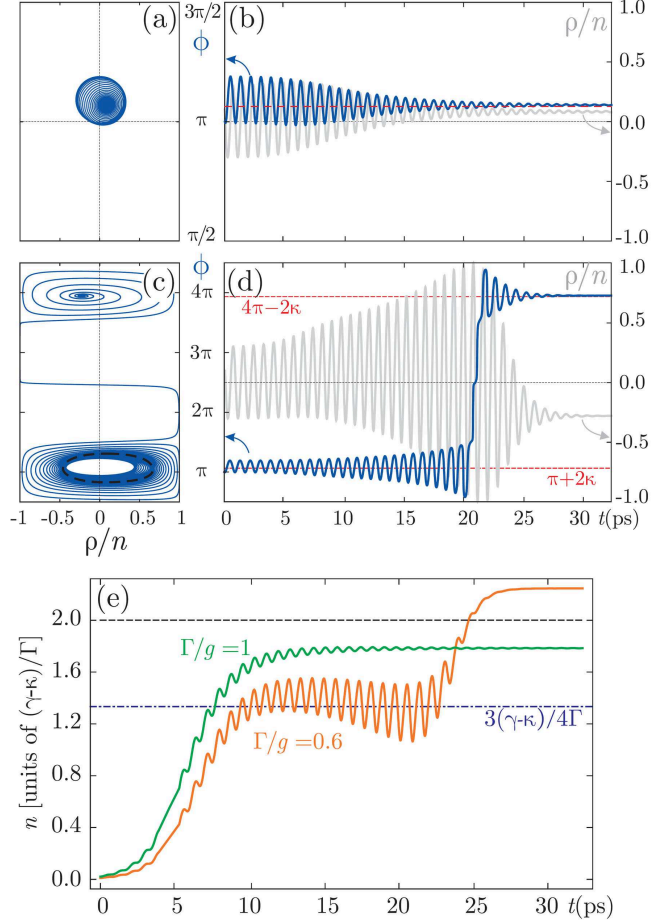 (a)
3π/2
ϕ
π
π/2
(b)
ρ/n
1.0
0.5
0.0
-0.5
-1.0
(c)
ϕ
4π
3π
2π
π
-1
-0.5
0
0.5
1
ρ/n
(d)
ρ/n
4π−2κ
π+2κ
1.0
0.5
0.0
-0.5
-1.0
0
5
10
15
20
25
30
t(ps)
(e)
n [units of (γ-κ)/Γ]
2.0
1.6
1.2
0.8
0.4
0.0
Γ/g=1
Γ/g=0.6
3(γ-κ)/4Γ
0
5
10
15
20
25
30
t(ps)